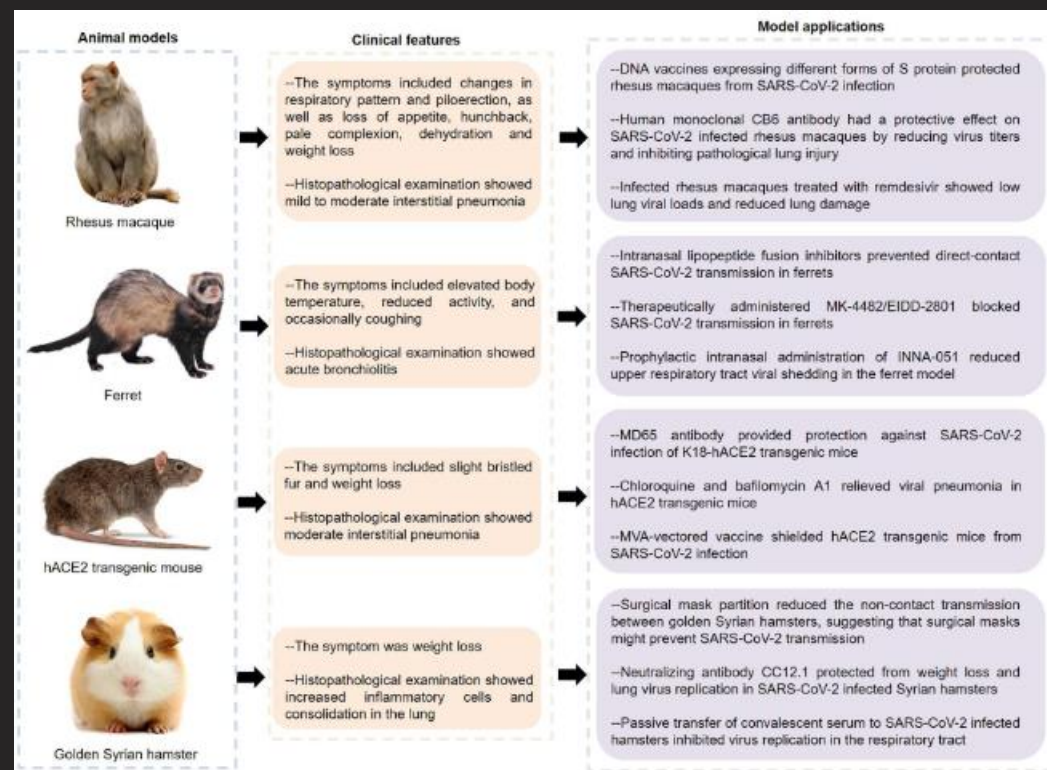 Animal models
Clinical features
Model applications
Rhesus macaque
--The symptoms included changes in
respiratory pattern and piloerection, as
well as loss of appetite, hunchback,
pale complexion, dehydration and
weight loss
--Histopathological examination showed
mild to moderate interstitial pneumonia
--DNA vaccines expressing different forms of S protein protected
rhesus macaques from SARS-CoV-2 infection
--Human monoclonal CB6 antibody had a protective effect on
SARS-CoV-2 infected rhesus macaques by reducing virus titers
and inhibiting pathological lung injury
--Infected rhesus macaques treated with remdesivir showed low
lung viral loads and reduced lung damage
Ferret
--The symptoms included elevated body
temperature, reduced activity, and
occasionally coughing
--Histopathological examination showed
acute bronchiolitis
--Intranasal lipopeptide fusion inhibitors prevented direct-contact
SARS-CoV-2 transmission in ferrets
--Therapeutically administered MK-4482/EIDD-2801 blocked
SARS-CoV-2 transmission in ferrets
--Prophylactic intranasal administration of INNA-051 reduced
upper respiratory tract viral shedding in the ferret model
hACE2 transgenic mouse
--The symptoms included slight bristled
fur and weight loss
--Histopathological examination showed
moderate interstitial pneumonia
--MD65 antibody provided protection against SARS-CoV-2
infection of K18-hACE2 transgenic mice
--Chloroquine and bafilomycin A1 relieved viral pneumonia in
hACE2 transgenic mice
--MVA-vectored vaccine shielded hACE2 transgenic mice from
SARS-CoV-2 infection
Golden Syrian hamster
--The symptom was weight loss
--Histopathological examination showed
increased inflammatory cells and
consolidation in the lung
--Surgical mask partition reduced the non-contact transmission
between golden Syrian hamsters, suggesting that surgical masks
might prevent SARS-CoV-2 transmission
--Neutralizing antibody CC12.1 protected from weight loss and
lung virus replication in SARS-CoV-2 infected Syrian hamsters
--Passive transfer of convalescent serum to SARS-CoV-2 infected
hamsters inhibited virus replication in the respiratory tract